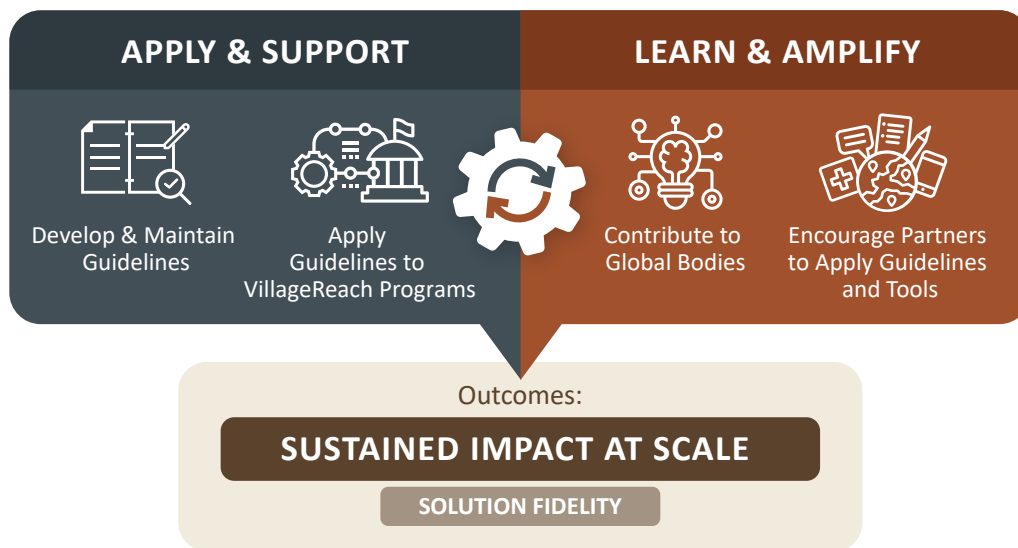 APPLY & SUPPORT
LEARN & AMPLIFY
Develop & Maintain
Guidelines
Apply
Guidelines to
VillageReach Programs
Contribute to
Global Bodies
Encourage Partners
to Apply Guidelines
and Tools
Outcomes:
SUSTAINED IMPACT AT SCALE
SOLUTION FIDELITY